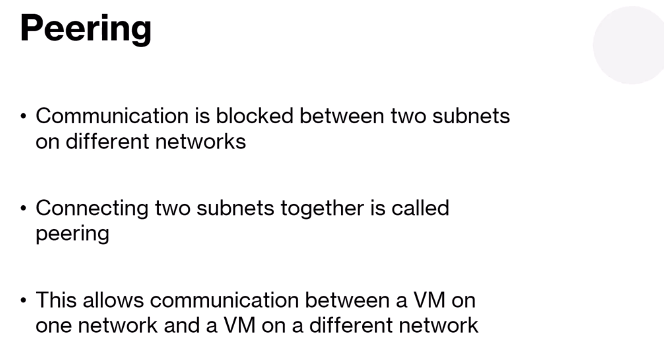 Peering
• Communication is blocked between two subnets
on different networks
• Connecting two subnets together is called
peering
• This allows communication between a VM on
one network and a VM on a different network